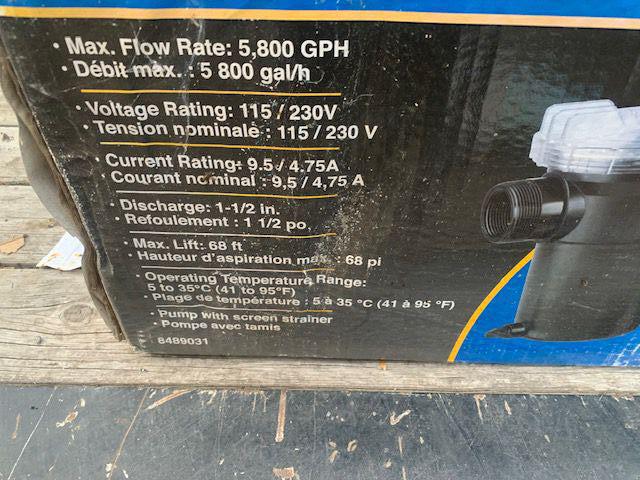 • Max. Flow Rate: 5,800 GPH
• Débit max. : 5 800 gal/h
• Voltage Rating: 115 / 230V
• Tension nominale : 115 / 230 V
• Current Rating: 9.5 / 4.75A
• Courant nominal : 9,5 / 4,75 A
• Discharge: 1-1/2 in.
• Refoulement : 1 1/2 po
• Max. Lift: 68 ft
• Hauteur d'aspiration max. : 68 pi
• Operating Temperature Range:
5 to 35°C (41 to 95°F)
• Plage de température : 5 à 35 °C (41 à 95 °F)
• Pump with screen strainer
• Pompe avec tamis
8489031